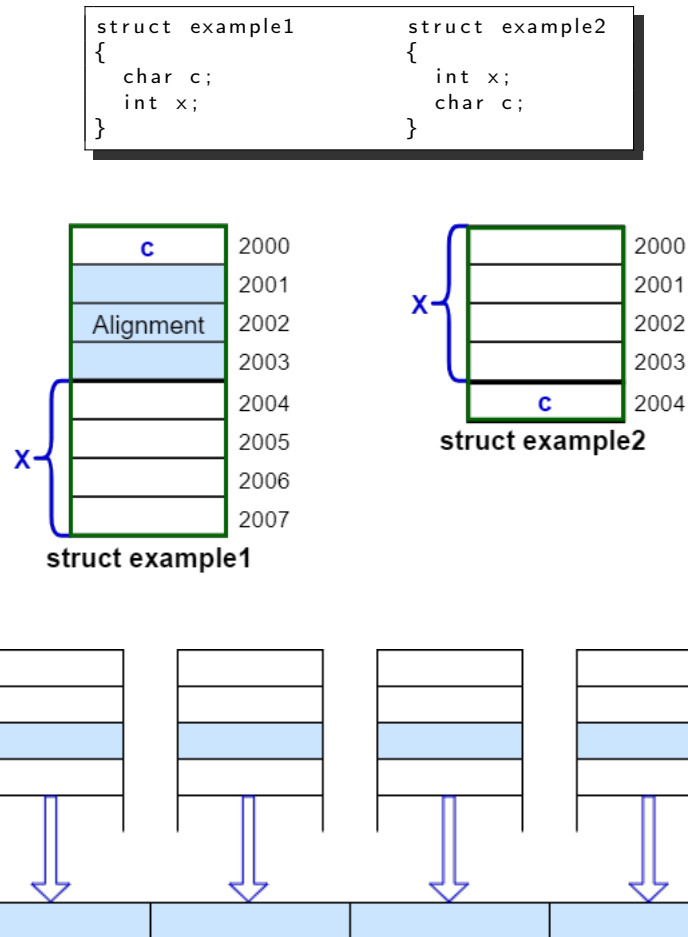 struct example1 struct example2
{ {
char c; int x;
int x; char c;
} }
c 2000
2001
Alignment 2002
2003
2004
2005
X
2006
2007
struct example1
2000
2001
X
2002
2003
c 2004
struct example2